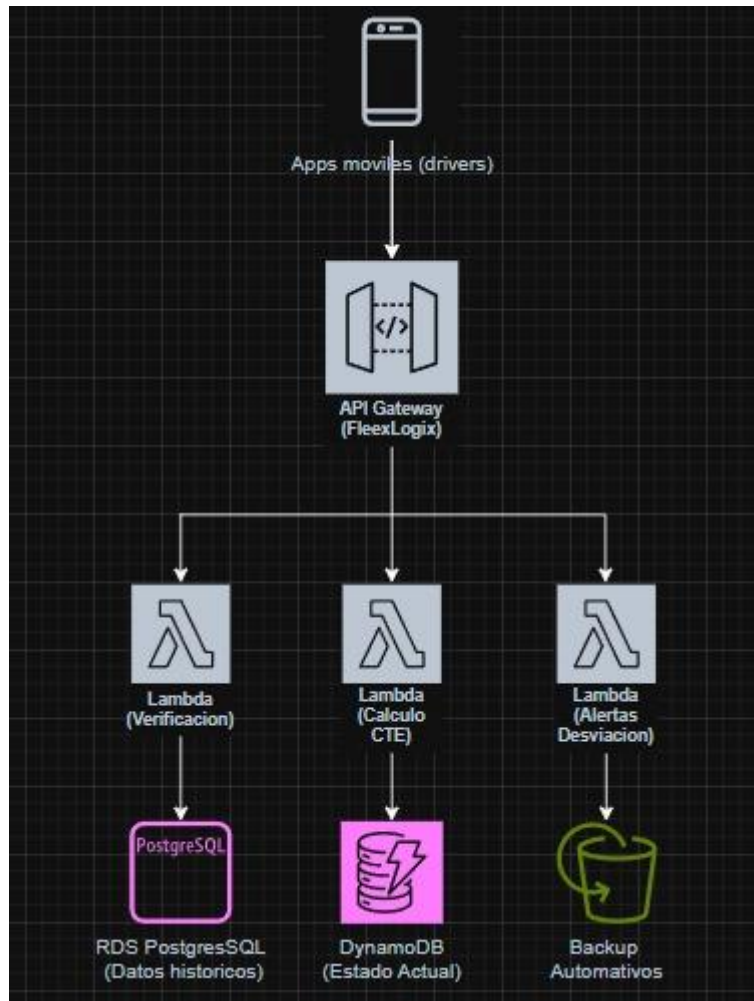 Apps moviles (drivers)
</>
API Gateway
(FleexLogix)
Lambda
(Verificacion)
Lambda
(Calculo
CTE)
Lambda
(Alertas
Desviacion)
PostgreSQL
RDS PostgresSQL
(Datos historicos)
DynamoDB
(Estado Actual)
Backup
Automativos